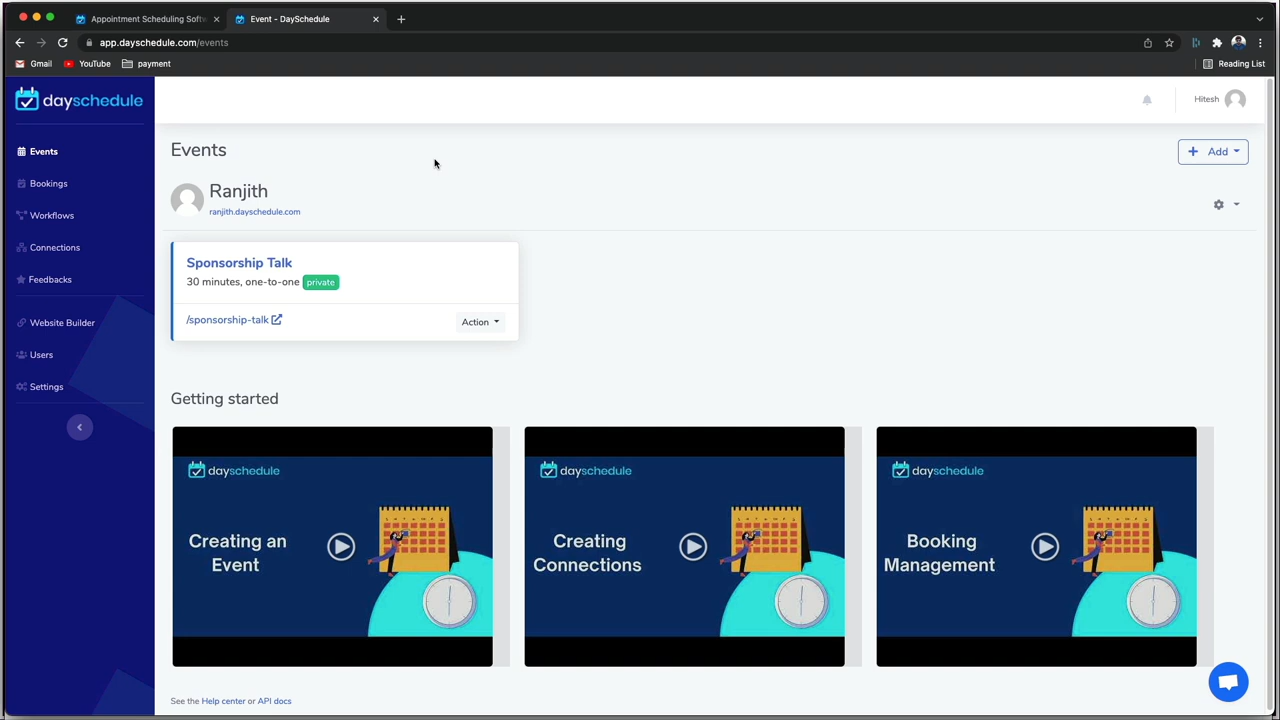 Appointment Scheduling Softw
Event - DaySchedule
app.dayschedule.com/events
Gmail
YouTube
payment
Reading List
dayschedule
Hitesh
Events
Bookings
Workflows
Connections
Feedbacks
Website Builder
Users
Settings
Events
Add
Ranjith
ranjith.dayschedule.com
Sponsorship Talk
30 minutes, one-to-one private
/sponsorship-talk
Action
Getting started
dayschedule
Creating an
Event
dayschedule
Creating
Connections
dayschedule
Booking
Management
See the Help center or API docs